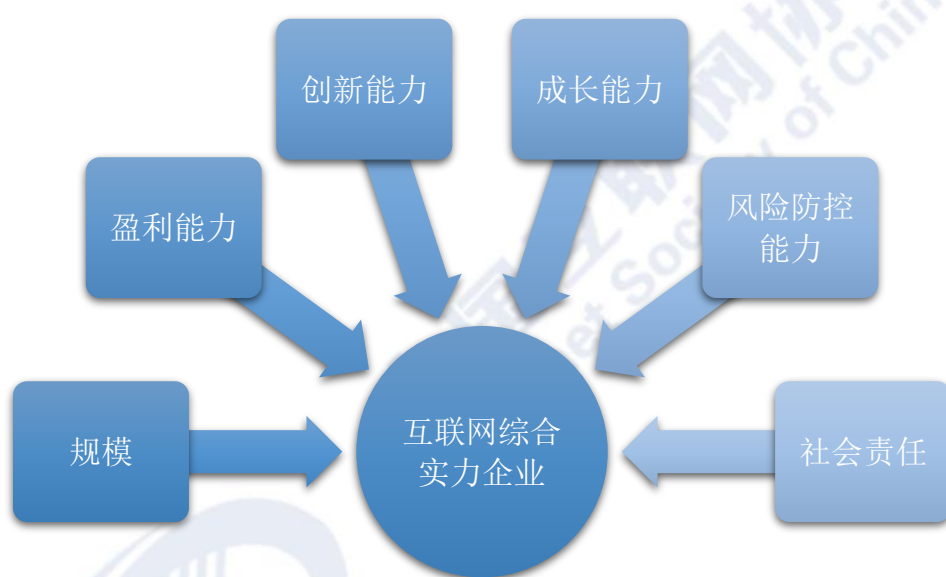 创新能力
成长能力
盈利能力
风险防控
能力
规模
互联网综合
实力企业
社会责任